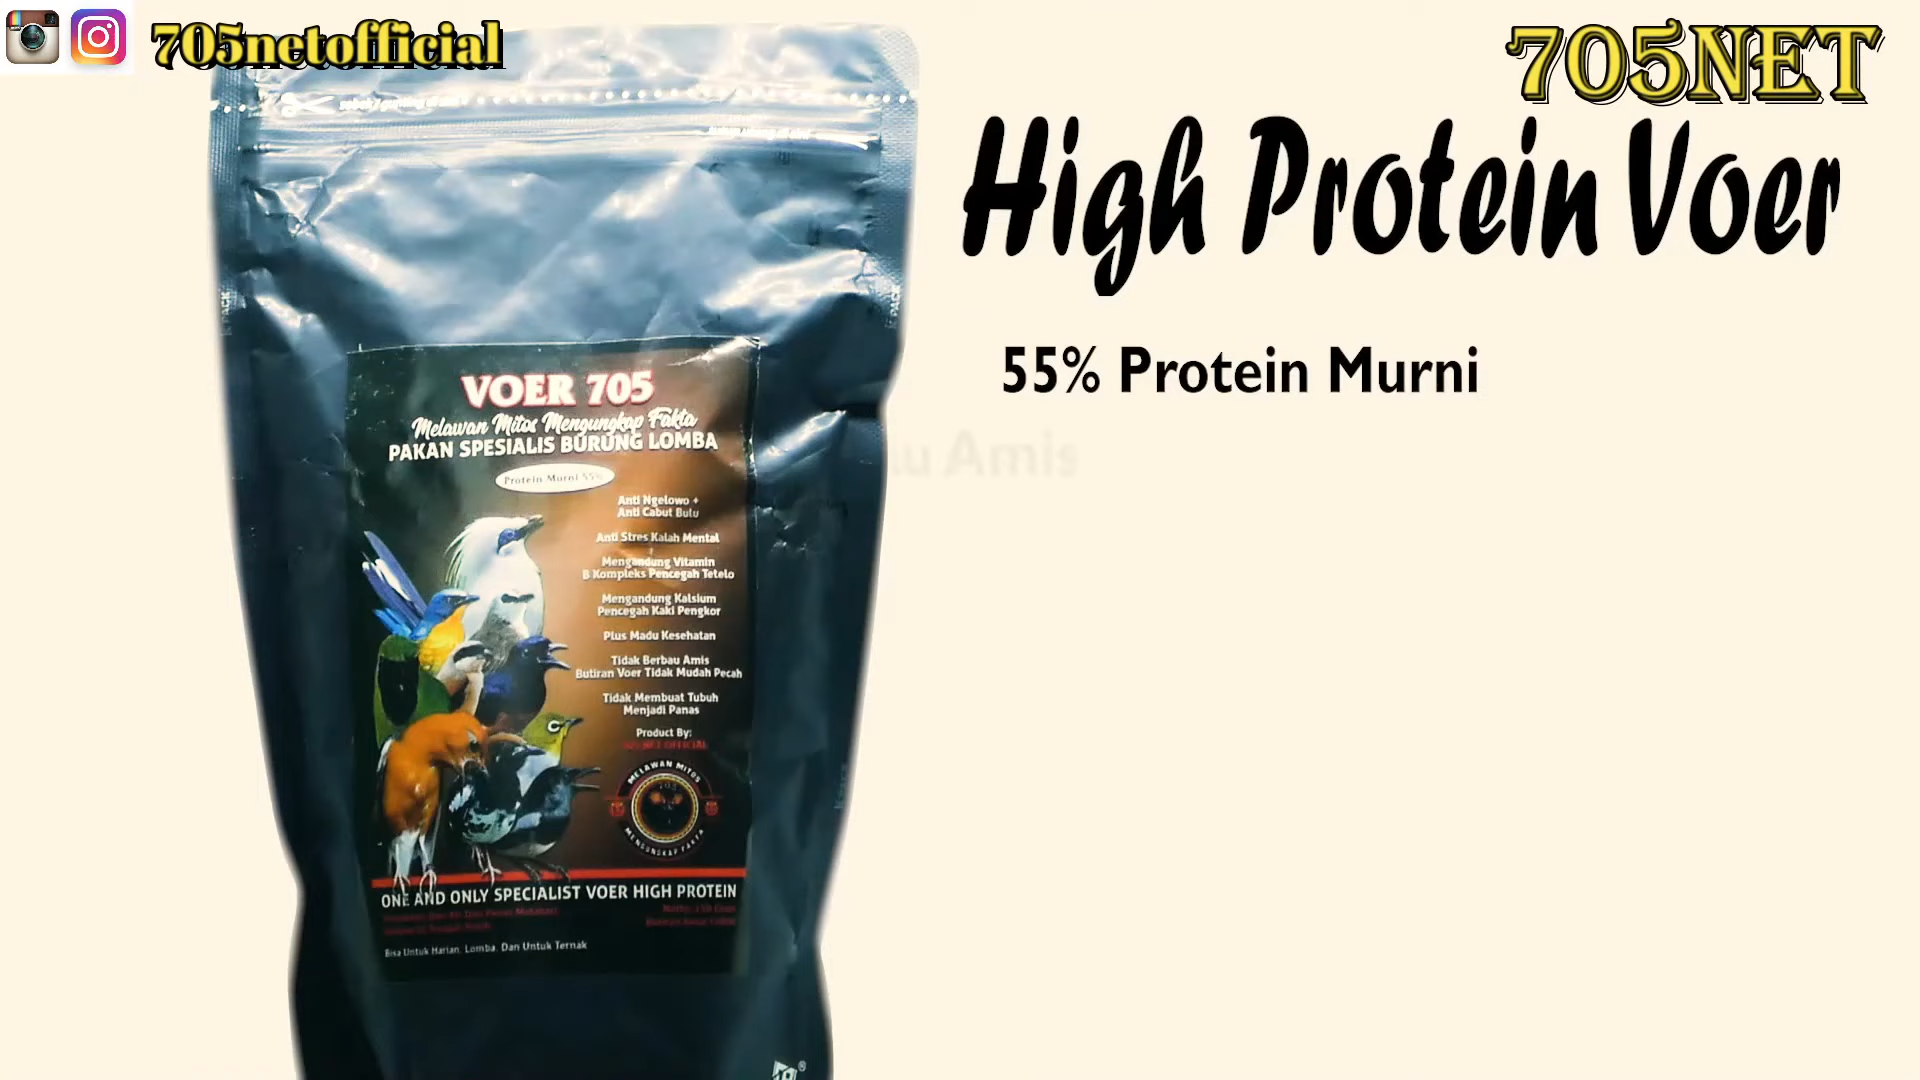 705netofficial
705NET
High Protein Voer
55% Protein Murni
Amis
VOER 705
Melawan Mitos Mengungkap Fakta
PAKAN SPESIALIS BURUNG LOMBA
Protein Murni 55%
Anti Ngelowo +
Anti Cabut Bulu
Anti Stres Kalah Mental
Mengandung Vitamin
B Kompleks Pencegah Tetelo
Mengandung Kalsium
Pencegah Kaki Pengkor
Plus Madu Kesehatan
Tidak Berbau Amis
Butiran Voer Tidak Mudah Pecah
Tidak Membuat Tubuh
Menjadi Panas
Product By:
705 NET OFFICIAL
MELAWAN MITOS
MENGUNGKAP FAKTA
ONE AND ONLY SPECIALIST VOER HIGH PROTEIN
Bisa Untuk Harian, Lomba, Dan Untuk Ternak